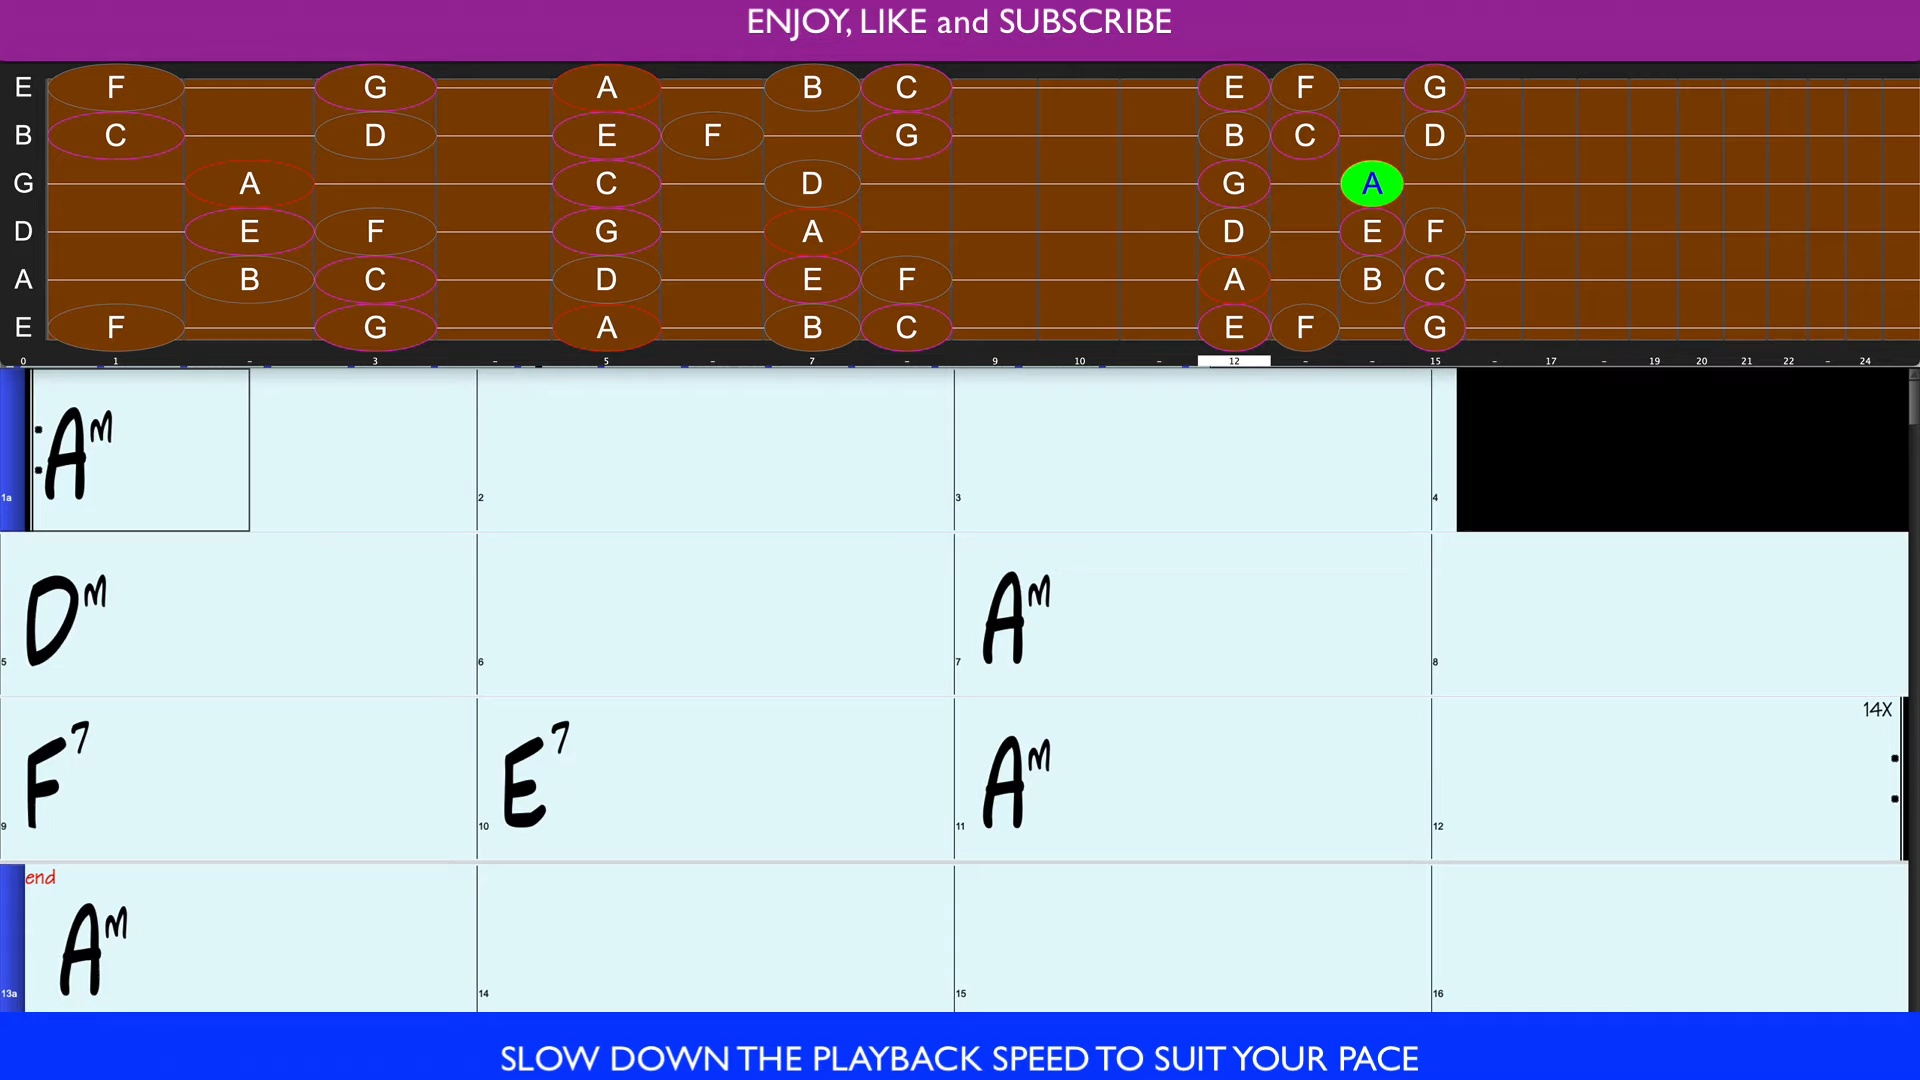 ENJOY, LIKE and SUBSCRIBE
E F G A B C E F G
B C D E F G B C D
G A C D G A
D E F G A D E F
A B C D E F A B C
E F G A B C E F G
0 1 - 3 - 5 - 7 - 9 10 - 12 - - 15 - 17 - 19 20 21 22 - 24
Am
1a 2 3 4
Dm Am
5 6 7 8
14X
F7 E7 Am
9 10 11 12
end
Am
13a 14 15 16
SLOW DOWN THE PLAYBACK SPEED TO SUIT YOUR PACE